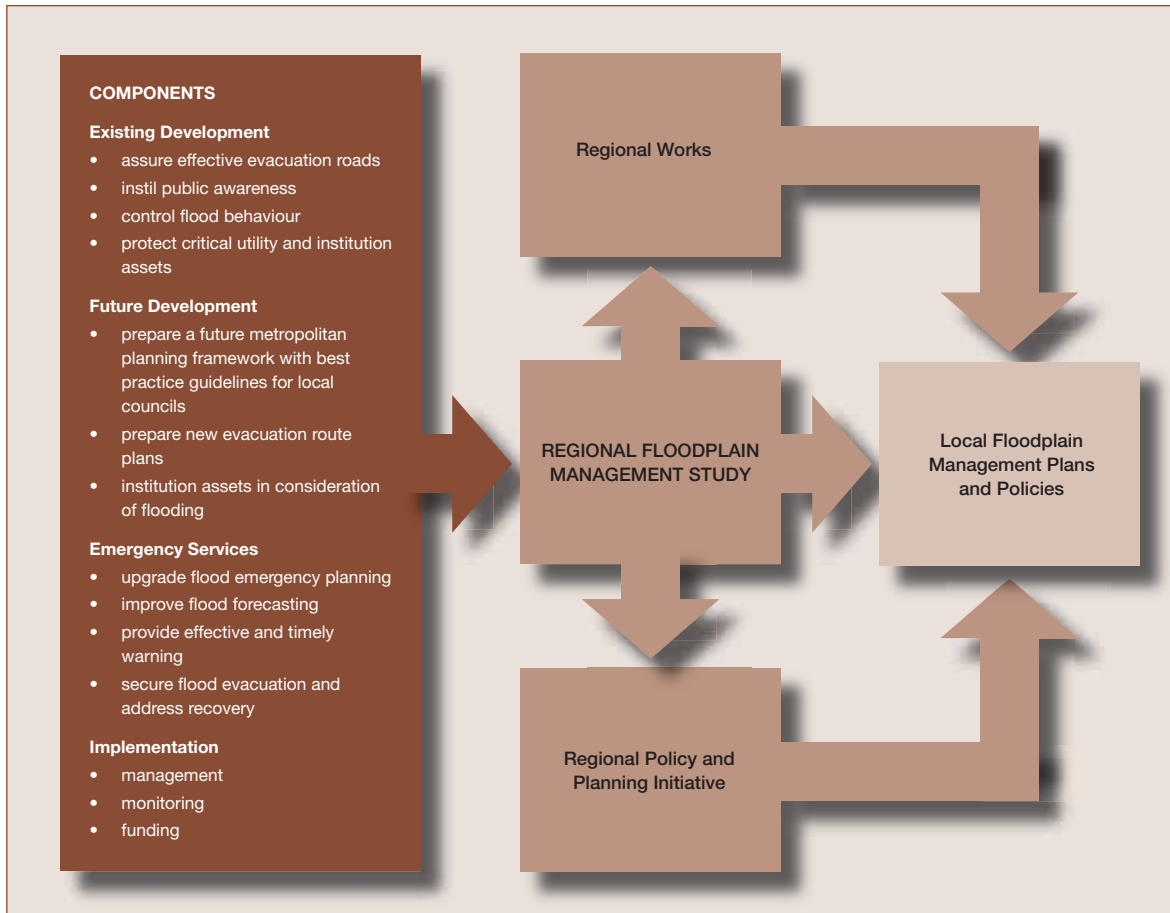 COMPONENTS
Existing Development
• assure effective evacuation roads
• instil public awareness
• control flood behaviour
• protect critical utility and institution
assets
Future Development
• prepare a future metropolitan
planning framework with best
practice guidelines for local
councils
• prepare new evacuation route
plans
• institution assets in consideration
of flooding
Emergency Services
• upgrade flood emergency planning
• improve flood forecasting
• provide effective and timely
warning
• secure flood evacuation and
address recovery
Implementation
• management
• monitoring
• funding
Regional Works
REGIONAL FLOODPLAIN
MANAGEMENT STUDY
Regional Policy and
Planning Initiative
Local Floodplain
Management Plans
and Policies